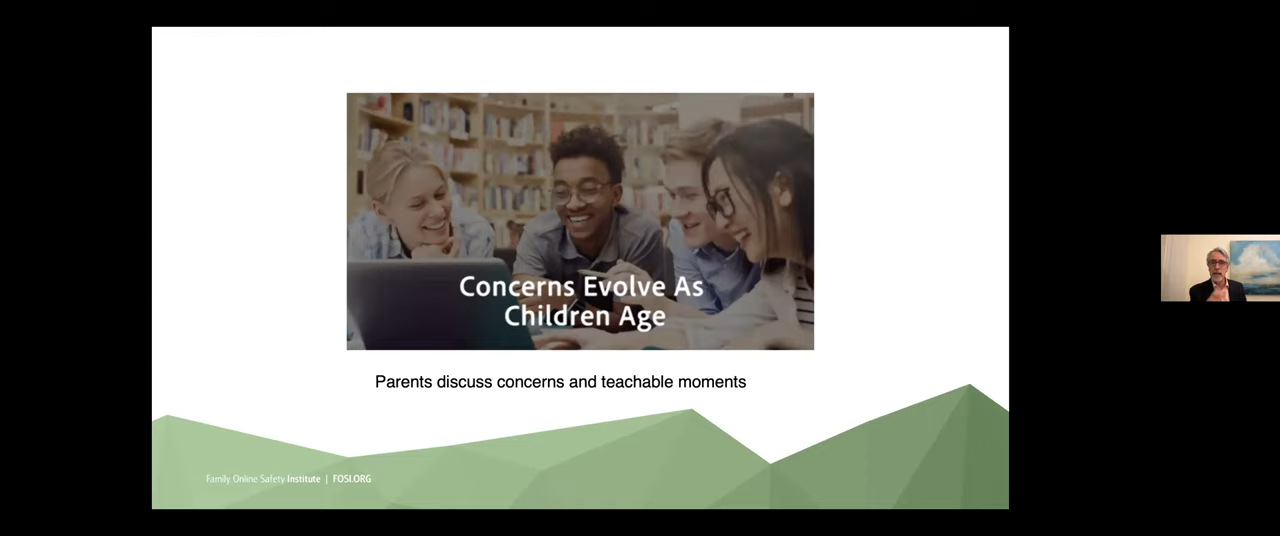 Concerns Evolve As
Children Age
Parents discuss concerns and teachable moments
Family Online Safety Institute | FOSI.ORG